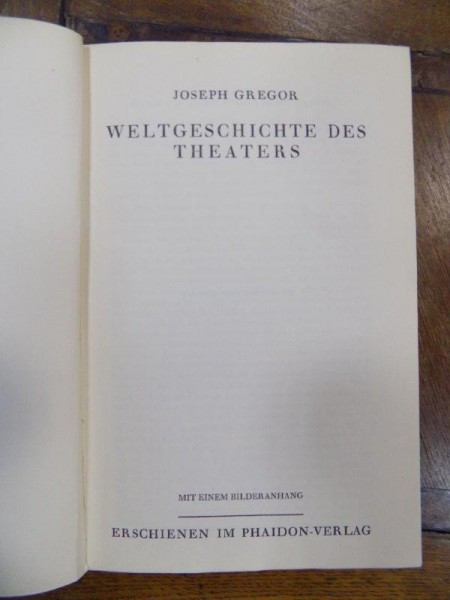 JOSEPH GREGOR
WELTGESCHICHTE DES
THEATERS
MIT EINEM BILDERANHANG
ERSCHIENEN IM PHAIDON-VERLAG